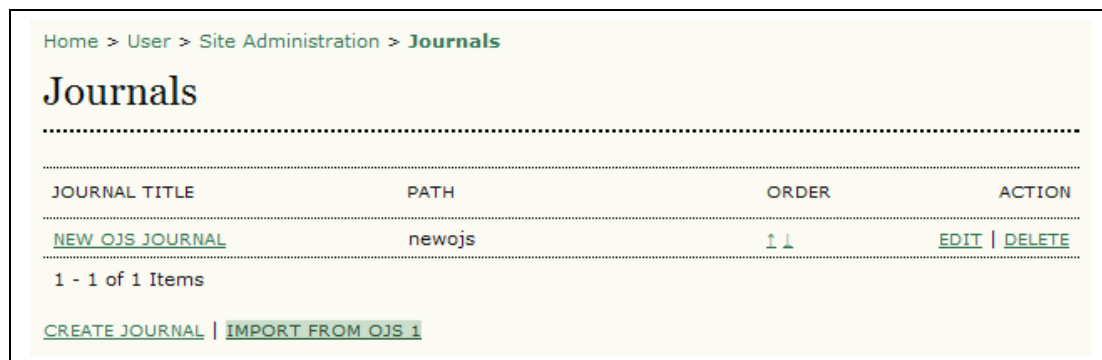 Home > User > Site Administration > Journals
Journals
JOURNAL TITLE PATH ORDER ACTION
NEW OJS JOURNAL newojs ↑ ↓ EDIT | DELETE
1 - 1 of 1 Items
CREATE JOURNAL | IMPORT FROM OJS 1